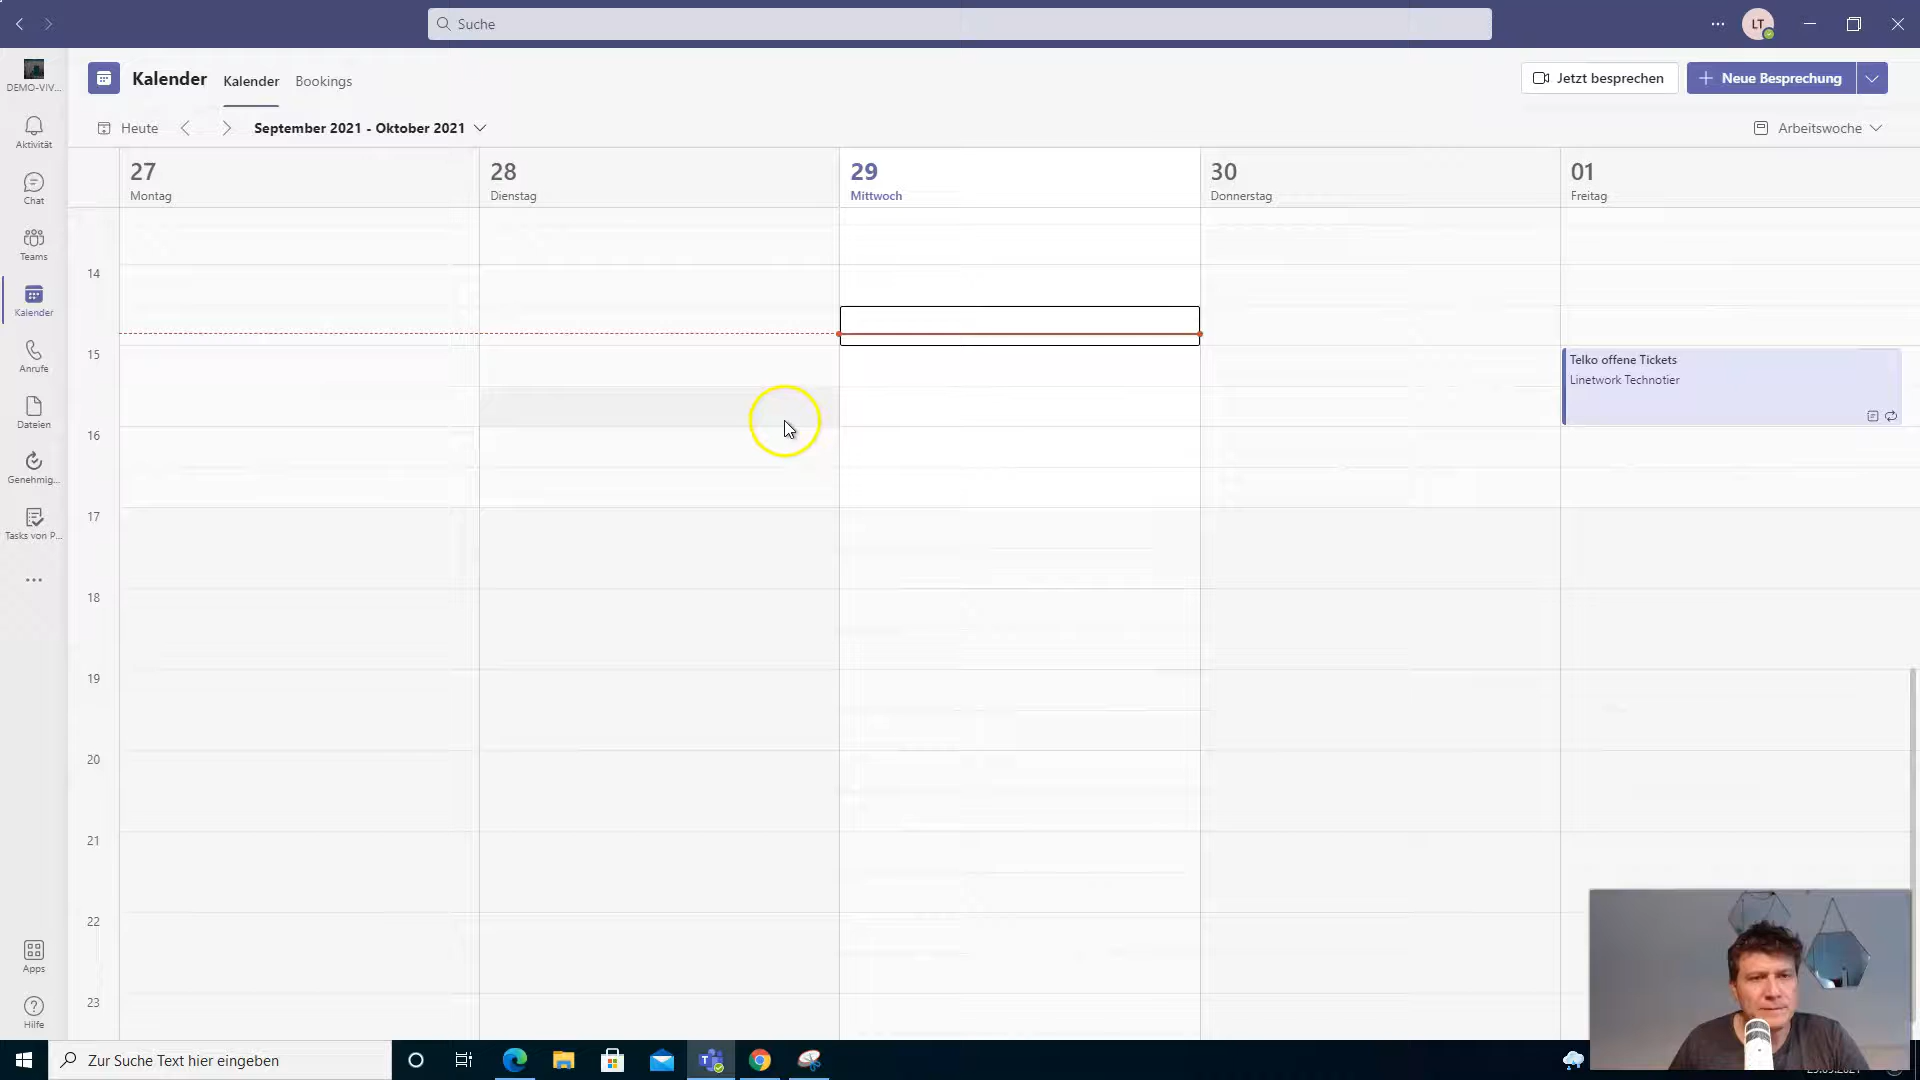 Suche
LT
DEMO-VIV...
Kalender
Kalender
Bookings
Jetzt besprechen
Neue Besprechung
Heute
September 2021 - Oktober 2021
Arbeitswoche
27
Montag
28
Dienstag
29
Mittwoch
30
Donnerstag
01
Freitag
Aktivität
Chat
Teams
Kalender
Anrufe
Dateien
Genehmig...
Tasks von P...
Apps
Hilfe
14
15
16
17
18
19
20
21
22
23
Telko offene Tickets
Linetwork Technotier
Zur Suche Text hier eingeben